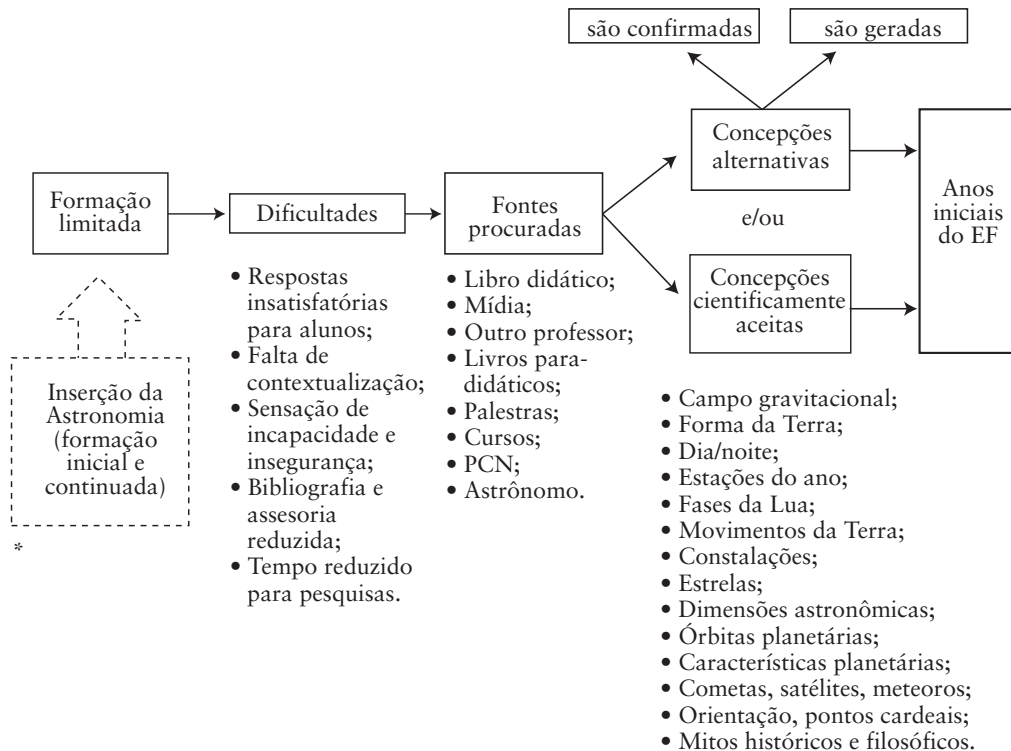 são confirmadas
são geradas
Concepções
alternativas
e/ou
Concepções
cientificamente
aceitas
Anos
iniciais
do EF
Formação
limitada
Dificultades
Fontes
procuradas
Inserção da
Astronomia
(formação
inicial e
continuada)
*
• Respostas
insatisfatórias
para alunos;
• Falta de
contextualização;
• Sensação de
incapacidade e
insegurança;
• Bibliografia e
assesoria
reduzida;
• Tempo reduzido
para pesquisas.
• Libro didático;
• Mídia;
• Outro professor;
• Livros para-
didáticos;
• Palestras;
• Cursos;
• PCN;
• Astrônomo.
• Campo gravitacional;
• Forma da Terra;
• Dia/noite;
• Estações do ano;
• Fases da Lua;
• Movimentos da Terra;
• Constalações;
• Estrelas;
• Dimensões astronômicas;
• Órbitas planetárias;
• Características planetárias;
• Cometas, satélites, meteoros;
• Orientação, pontos cardeais;
• Mitos históricos e filosóficos.